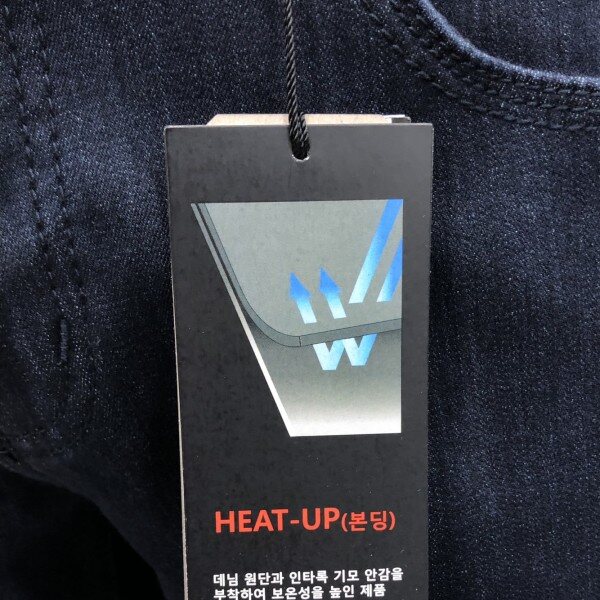 HEAT-UP(본딩)
데님 원단과 인타록 기모 안감을
부착하여 보온성을 높인 제품